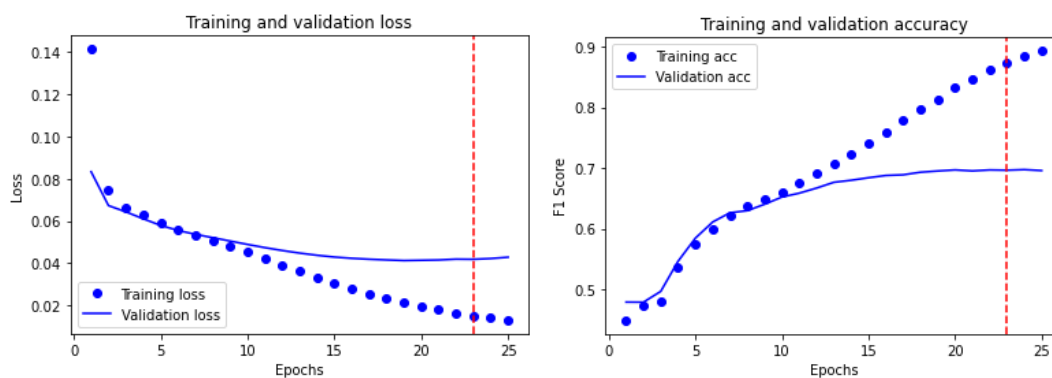 Training and validation loss
0.14
0.12
0.10
0.08
0.06
0.04
0.02
Loss
Training loss
Validation loss
0
5
10
15
20
25
Epochs
Training and validation accuracy
0.9
0.8
0.7
0.6
0.5
F1 Score
Training acc
Validation acc
0
5
10
15
20
25
Epochs